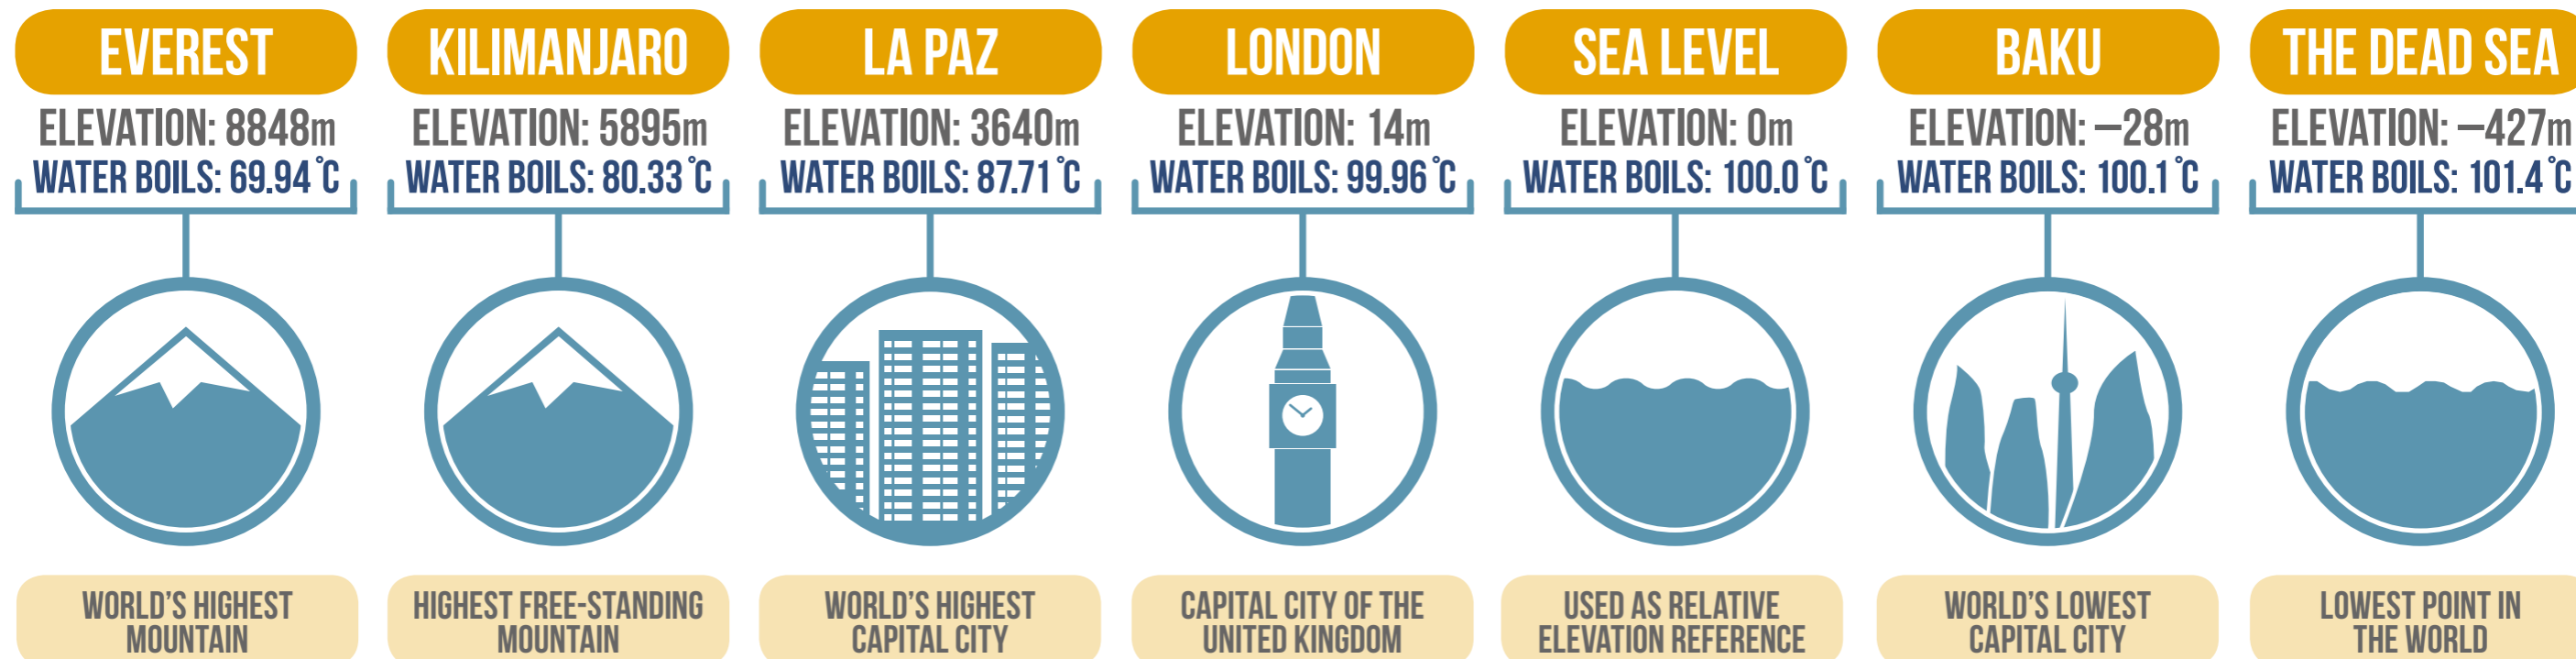 EVEREST
ELEVATION: 8848m
WATER BOILS: 69.94°C
WORLD'S HIGHEST
MOUNTAIN
KILIMANJARO
ELEVATION: 5895m
WATER BOILS: 80.33°C
HIGHEST FREE-STANDING
MOUNTAIN
LA PAZ
ELEVATION: 3640m
WATER BOILS: 87.71°C
WORLD'S HIGHEST
CAPITAL CITY
LONDON
ELEVATION: 14m
WATER BOILS: 99.96°C
CAPITAL CITY OF THE
UNITED KINGDOM
SEA LEVEL
ELEVATION: 0m
WATER BOILS: 100.0°C
USED AS RELATIVE
ELEVATION REFERENCE
BAKU
ELEVATION: –28m
WATER BOILS: 100.1°C
WORLD'S LOWEST
CAPITAL CITY
THE DEAD SEA
ELEVATION: –427m
WATER BOILS: 101.4°C
LOWEST POINT IN
THE WORLD